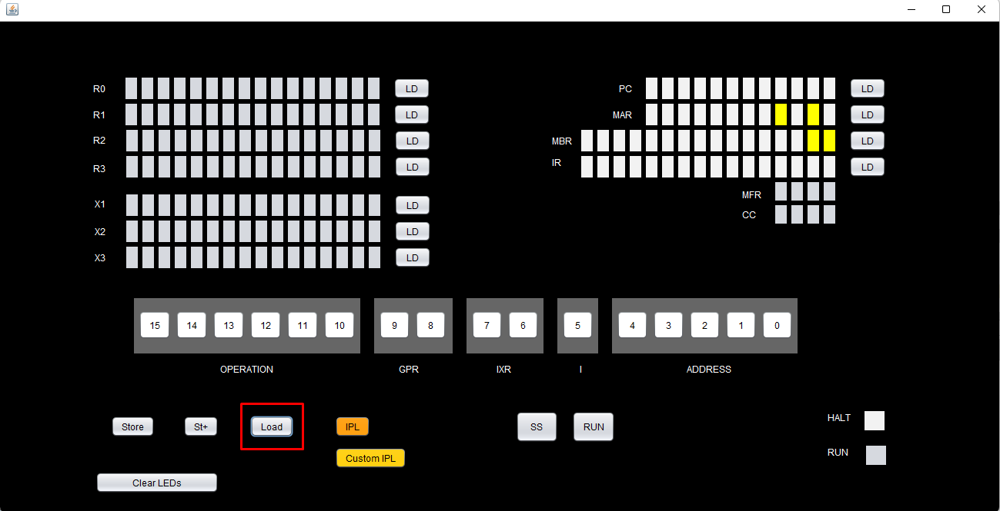 R0 LD PC LD
R1 LD MAR LD
R2 LD MBR LD
R3 LD IR LD
MFR
X1 LD CC
X2 LD
X3 LD
15 14 13 12 11 10 9 8 7 6 5 4 3 2 1 0
OPERATION GPR IXR I ADDRESS
Store St+ Load IPL SS RUN HALT
Custom IPL RUN
Clear LEDs